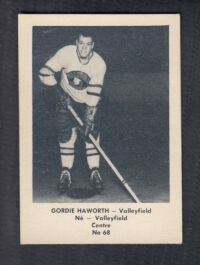 GORDIE HAWORTH — Valleyfield
Né — Valleyfield
Centre
No 68